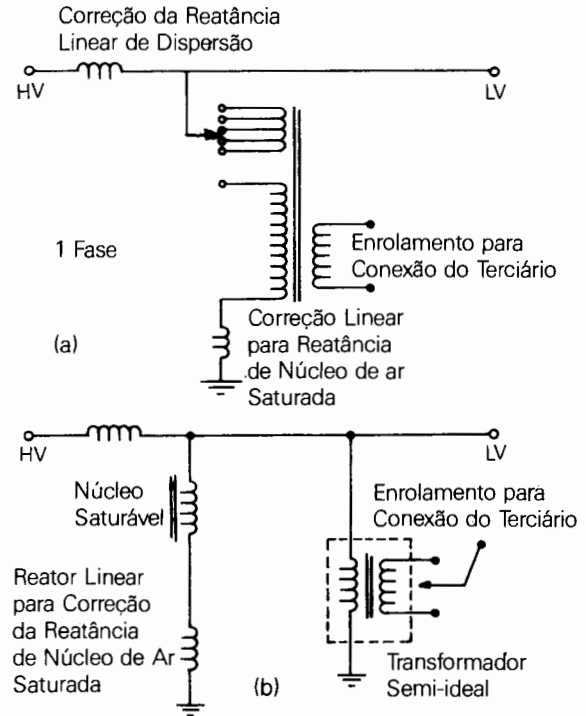 Correção da Reatância
Linear de Dispersão
HV
LV
1 Fase
Enrolamento para
Conexão do Terciário
(a)
Correção Linear
para Reatância
de Núcleo de ar
Saturada
HV
LV
Núcleo
Saturável
Enrolamento para
Conexão do Terciário
Reator Linear
para Correção
da Reatância
de Núcleo de Ar
Saturada
(b)
Transformador
Semi-ideal